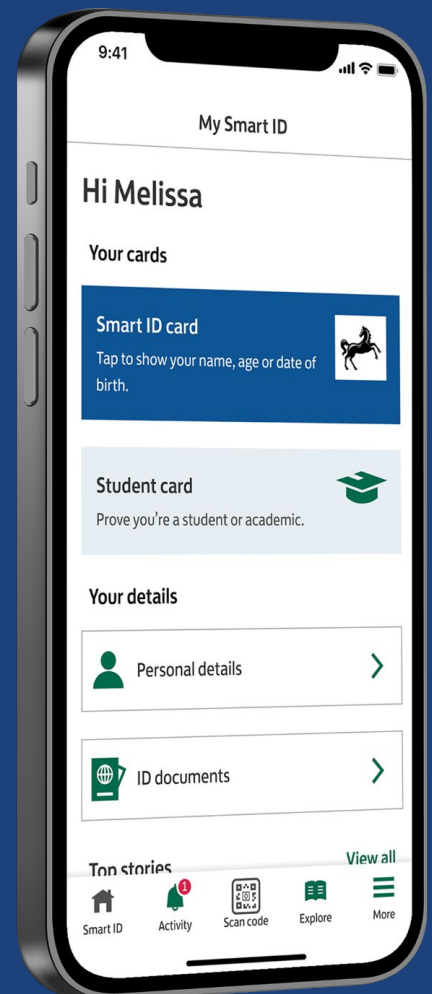 9:41
My Smart ID
Hi Melissa
Your cards
Smart ID card
Tap to show your name, age or date of
birth.
Student card
Prove you're a student or academic.
Your details
Personal details
ID documents
Top stories
View all
1
Smart ID
Activity
Scan code
Explore
More